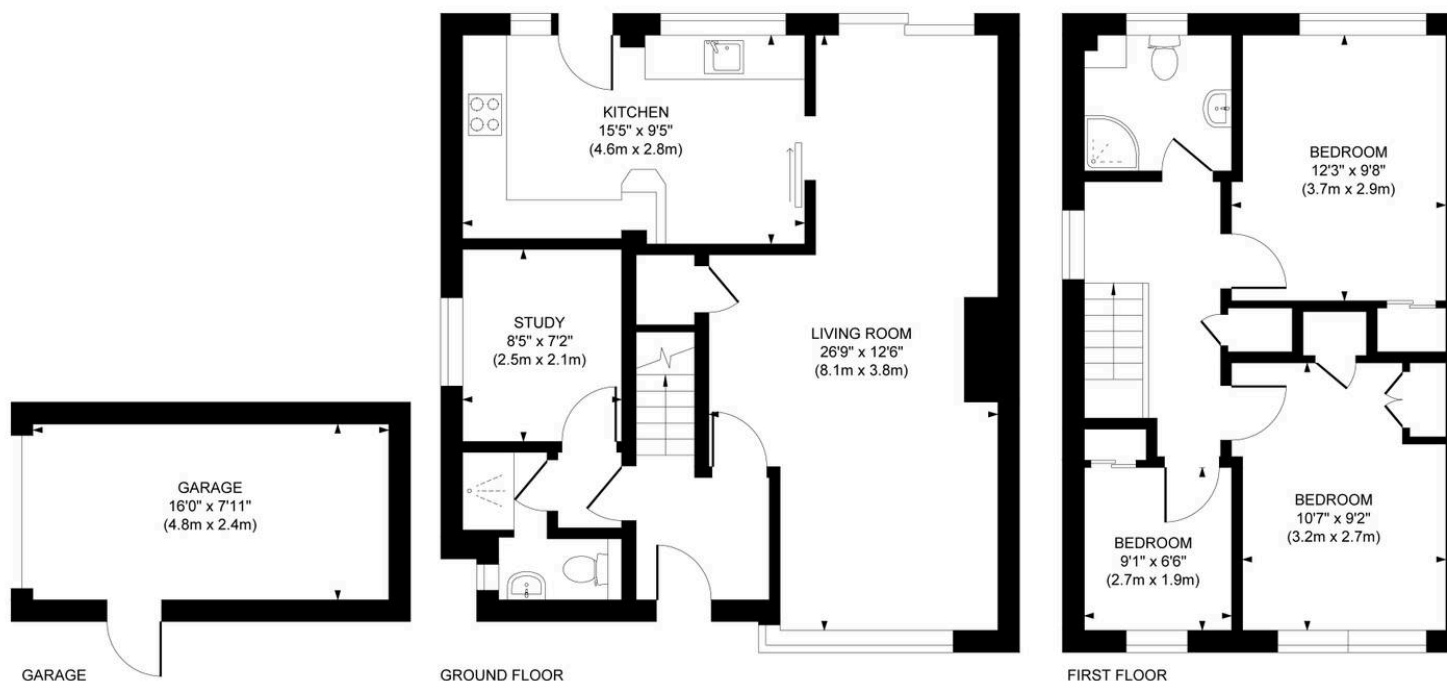 KITCHEN
15'5" x 9'5"
(4.6m x 2.8m)
STUDY
8'5" x 7'2"
(2.5m x 2.1m)
LIVING ROOM
26'9" x 12'6"
(8.1m x 3.8m)
GARAGE
16'0" x 7'11"
(4.8m x 2.4m)
BEDROOM
12'3" x 9'8"
(3.7m x 2.9m)
BEDROOM
10'7" x 9'2"
(3.2m x 2.7m)
BEDROOM
9'1" x 6'6"
(2.7m x 1.9m)
GARAGE
GROUND FLOOR
FIRST FLOOR